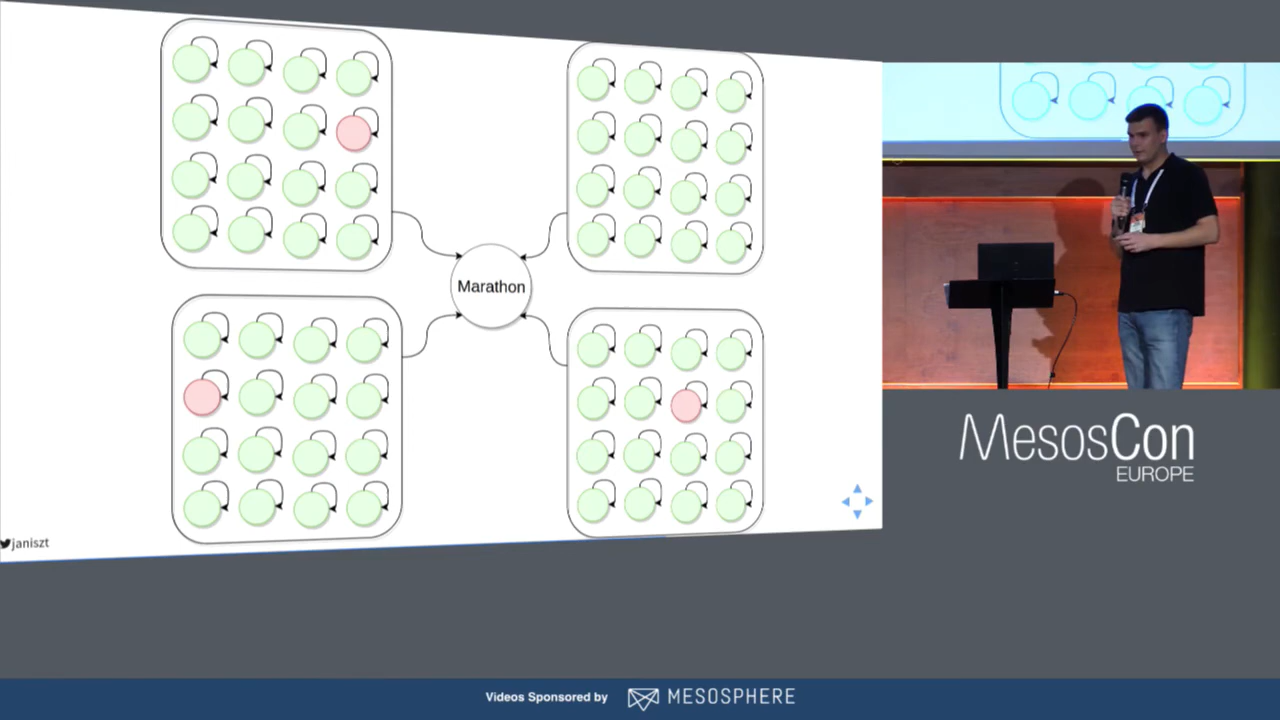 Marathon
janiszt
MesosCon
EUROPE
Videos Sponsored by MESOSPHERE